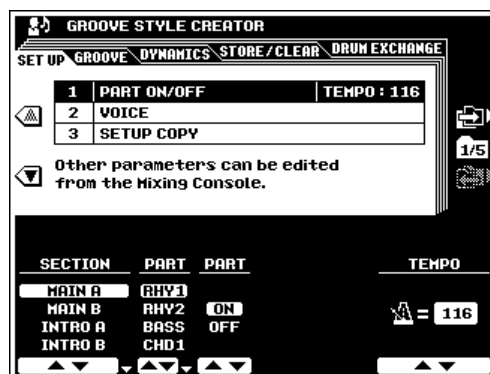 GROOVE STYLE CREATOR
SET UP GROOVE DYNAMICS STORE/CLEAR DRUM EXCHANGE
1 PART ON/OFF TEMPO : 116
2 VOICE
3 SETUP COPY
1/5
Other parameters can be edited
from the Mixing Console.
SECTION PART PART TEMPO
MAIN A RHY1
MAIN B RHY2 ON = 116
INTRO A BASS OFF
INTRO B CHD1